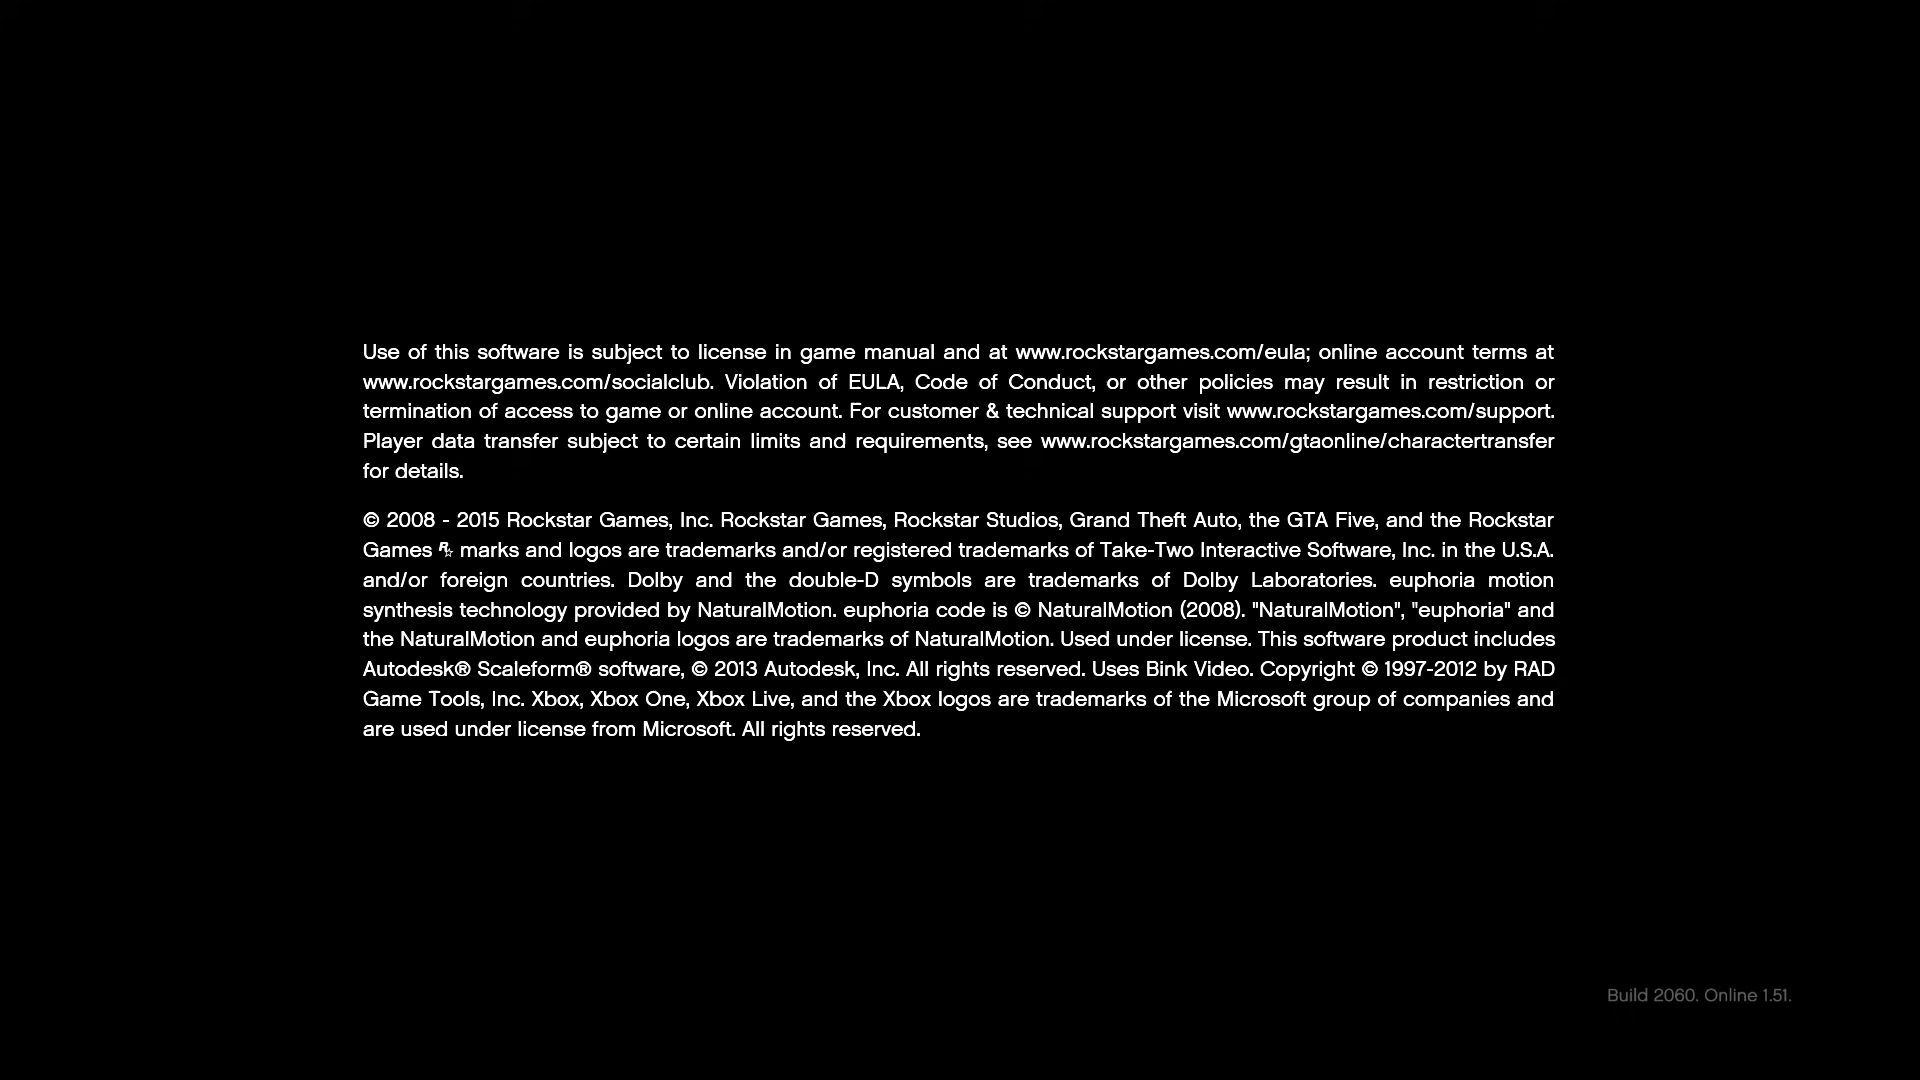 Use of this software is subject to license in game manual and at www.rockstargames.com/eula; online account terms at
www.rockstargames.com/socialclub. Violation of EULA, Code of Conduct, or other policies may result in restriction or
termination of access to game or online account. For customer & technical support visit www.rockstargames.com/support.
Player data transfer subject to certain limits and requirements, see www.rockstargames.com/gtaonline/charactertransfer
for details.
© 2008 - 2015 Rockstar Games, Inc. Rockstar Games, Rockstar Studios, Grand Theft Auto, the GTA Five, and the Rockstar
Games R* marks and logos are trademarks and/or registered trademarks of Take-Two Interactive Software, Inc. in the U.S.A.
and/or foreign countries. Dolby and the double-D symbols are trademarks of Dolby Laboratories. euphoria motion
synthesis technology provided by NaturalMotion. euphoria code is © NaturalMotion (2008). "NaturalMotion", "euphoria" and
the NaturalMotion and euphoria logos are trademarks of NaturalMotion. Used under license. This software product includes
Autodesk® Scaleform® software, © 2013 Autodesk, Inc. All rights reserved. Uses Bink Video. Copyright © 1997-2012 by RAD
Game Tools, Inc. Xbox, Xbox One, Xbox Live, and the Xbox logos are trademarks of the Microsoft group of companies and
are used under license from Microsoft. All rights reserved.
Build 2060. Online 1.51.